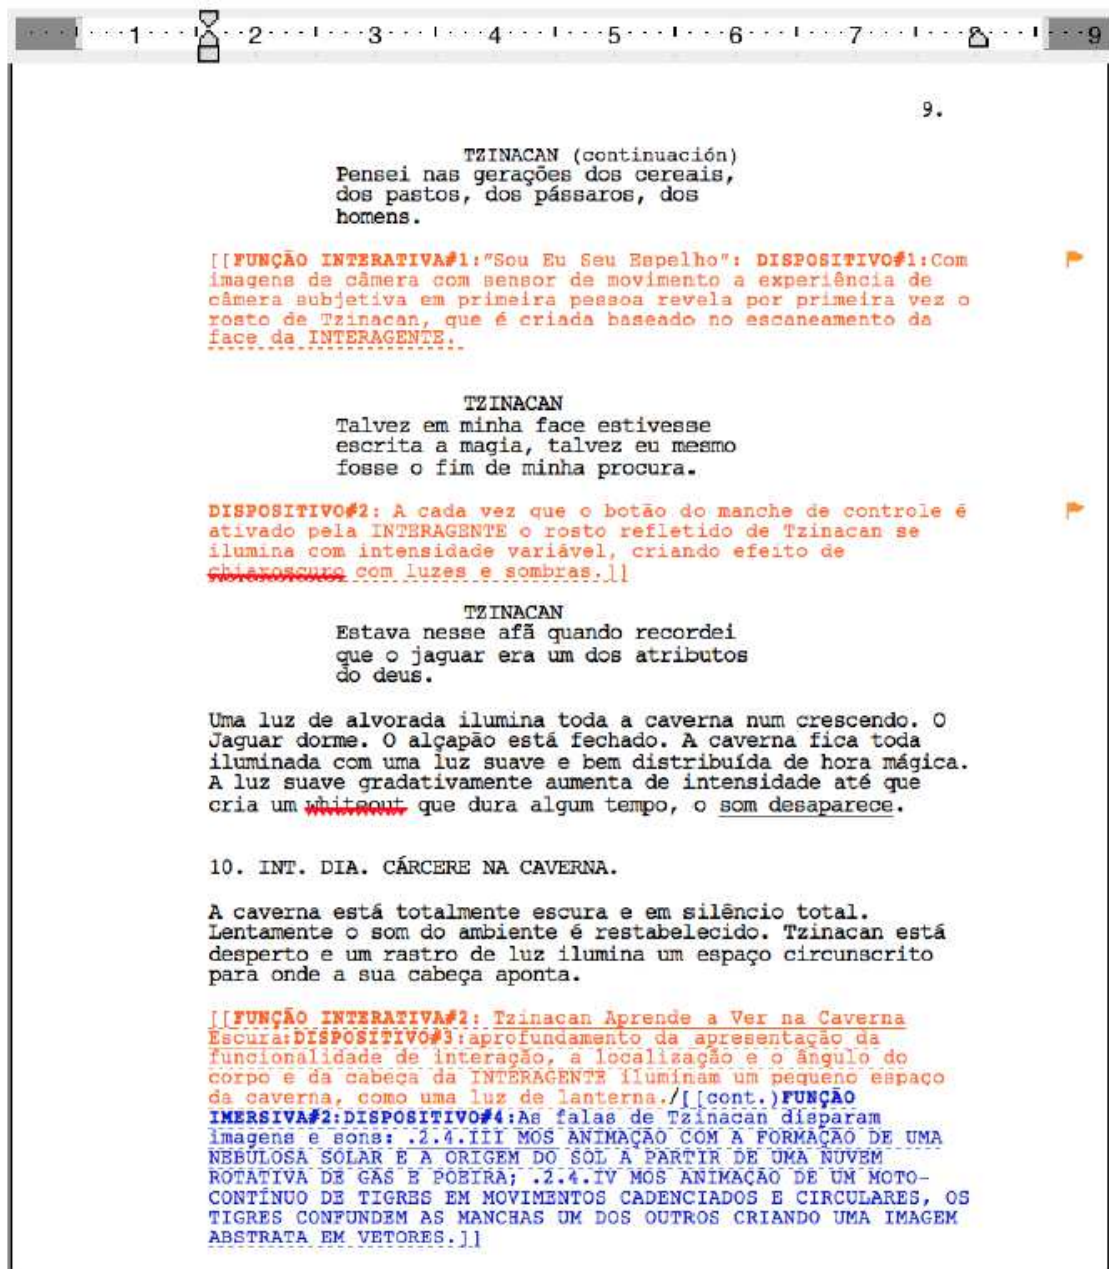 1 2 3 4 5 6 7 8 9
9.
TZINACAN (continuación)
Pensei nas gerações dos cereais,
dos pastos, dos pássaros, dos
homens.
[[FUNÇÃO INTERATIVA#1:"Sou Eu Seu Espelho": DISPOSITIVO#1:Com
imagens de câmera com sensor de movimento a experiência de
câmera subjetiva em primeira pessoa revela por primeira vez o
rosto de Tzinacan, que é criada baseado no escaneamento da
face da INTERAGENTE.
TZINACAN
Talvez em minha face estivesse
escrita a magia, talvez eu mesmo
fosse o fim de minha procura.
DISPOSITIVO#2: A cada vez que o botão do manche de controle é
ativado pela INTERAGENTE o rosto refletido de Tzinacan se
ilumina com intensidade variável, criando efeito de
chiaroscuro com luzes e sombras.]]
TZINACAN
Estava nesse afã quando recordei
que o jaguar era um dos atributos
do deus.
Uma luz de alvorada ilumina toda a caverna num crescendo. O
Jaguar dorme. O alçapão está fechado. A caverna fica toda
iluminada com uma luz suave e bem distribuída de hora mágica.
A luz suave gradativamente aumenta de intensidade até que
cria um whiteout que dura algum tempo, o som desaparece.
10. INT. DIA. CÁRCERE NA CAVERNA.
A caverna está totalmente escura e em silêncio total.
Lentamente o som do ambiente é restabelecido. Tzinacan está
desperto e um rastro de luz ilumina um espaço circunscrito
para onde a sua cabeça aponta.
[[FUNÇÃO INTERATIVA#2: Tzinacan Aprende a Ver na Caverna
Escura:DISPOSITIVO#3:aprofundamento da apresentação da
funcionalidade de interação, a localização e o ângulo do
corpo e da cabeça da INTERAGENTE iluminam um pequeno espaço
da caverna, como uma luz de lanterna./[[cont.)FUNÇÃO
IMERSIVA#2:DISPOSITIVO#4:As falas de Tzinacan disparam
imagens e sons: .2.4.III MOS ANIMAÇÃO COM A FORMAÇÃO DE UMA
NEBULOSA SOLAR E A ORIGEM DO SOL A PARTIR DE UMA NUVEM
ROTATIVA DE GÁS E POEIRA; .2.4.IV MOS ANIMAÇÃO DE UM MOTO-
CONTÍNUO DE TIGRES EM MOVIMENTOS CADENCIADOS E CIRCULARES, OS
TIGRES CONFUNDEM AS MANCHAS UM DOS OUTROS CRIANDO UMA IMAGEM
ABSTRATA EM VETORES.]]